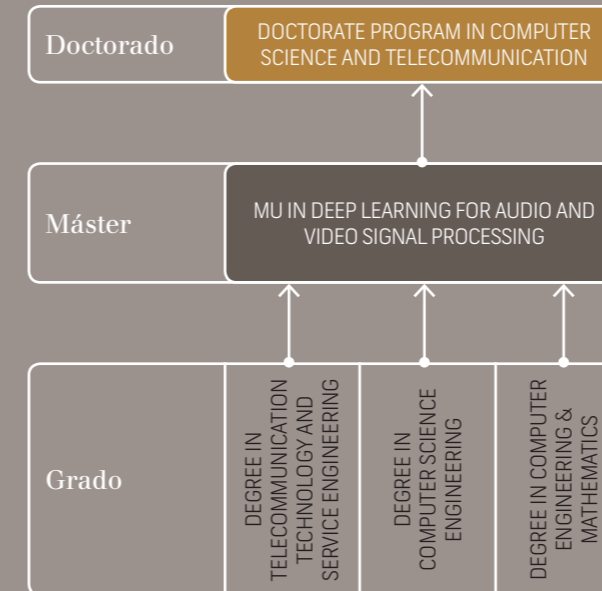 Doctorado
DOCTORATE PROGRAM IN COMPUTER
SCIENCE AND TELECOMMUNICATION
Máster
MU IN DEEP LEARNING FOR AUDIO AND
VIDEO SIGNAL PROCESSING
Grado
DEGREE IN
TELECOMMUNICATION
TECHNOLOGY AND
SERVICE ENGINEERING
DEGREE IN
COMPUTER SCIENCE
ENGINEERING
DEGREE IN COMPUTER
ENGINEERING &
MATHEMATICS